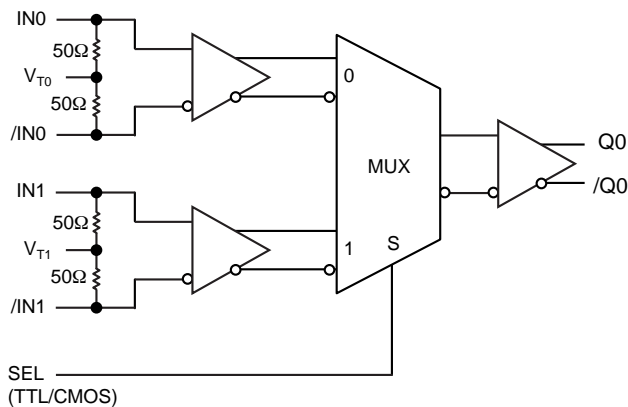 IN0
50Ω
VT0
50Ω
/IN0
0
MUX
Q0
/Q0
IN1
50Ω
VT1
50Ω
/IN1
1
S
SEL
(TTL/CMOS)